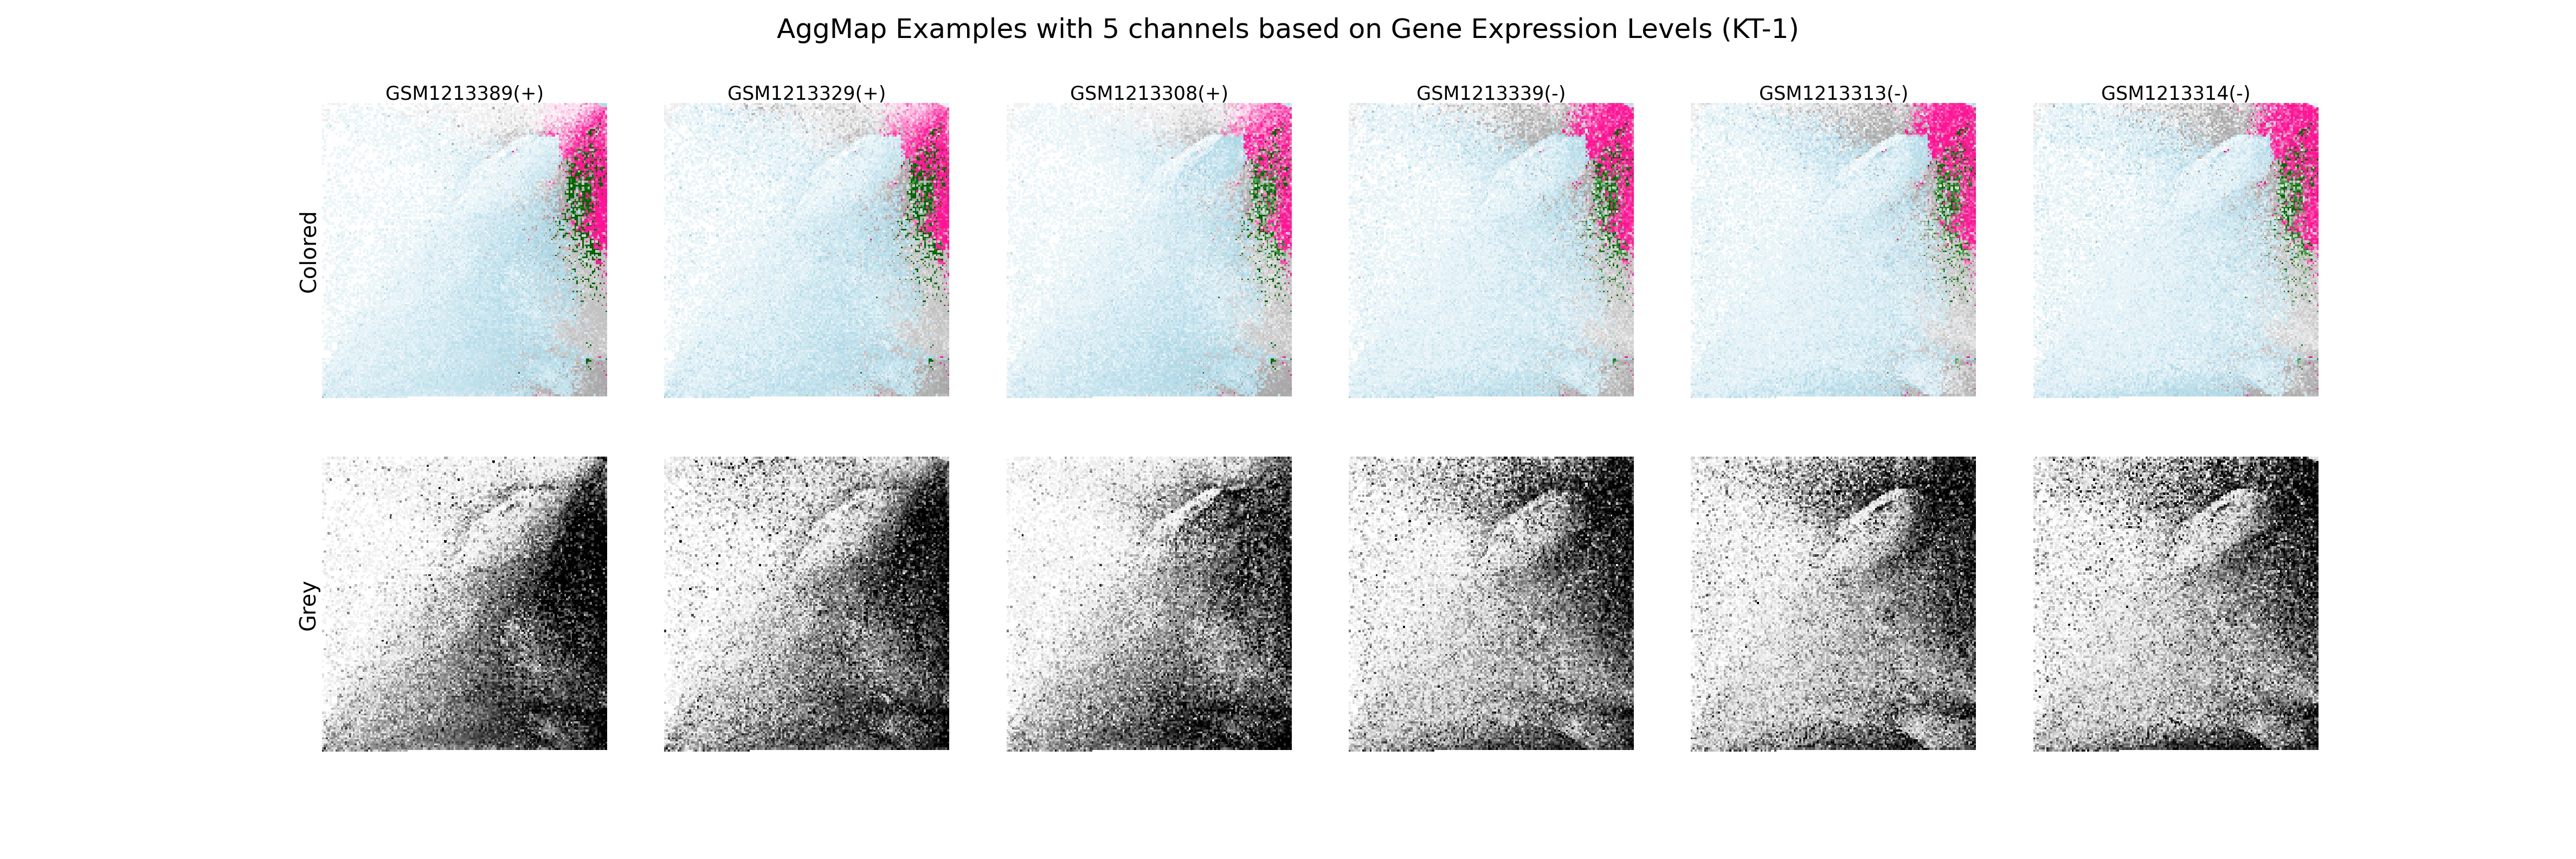 AggMap Examples with 5 channels based on Gene Expression Levels (KT-1)
GSM1213389(+)
GSM1213329(+)
GSM1213308(+)
GSM1213339(-)
GSM1213313(-)
GSM1213314(-)
Colored
Grey